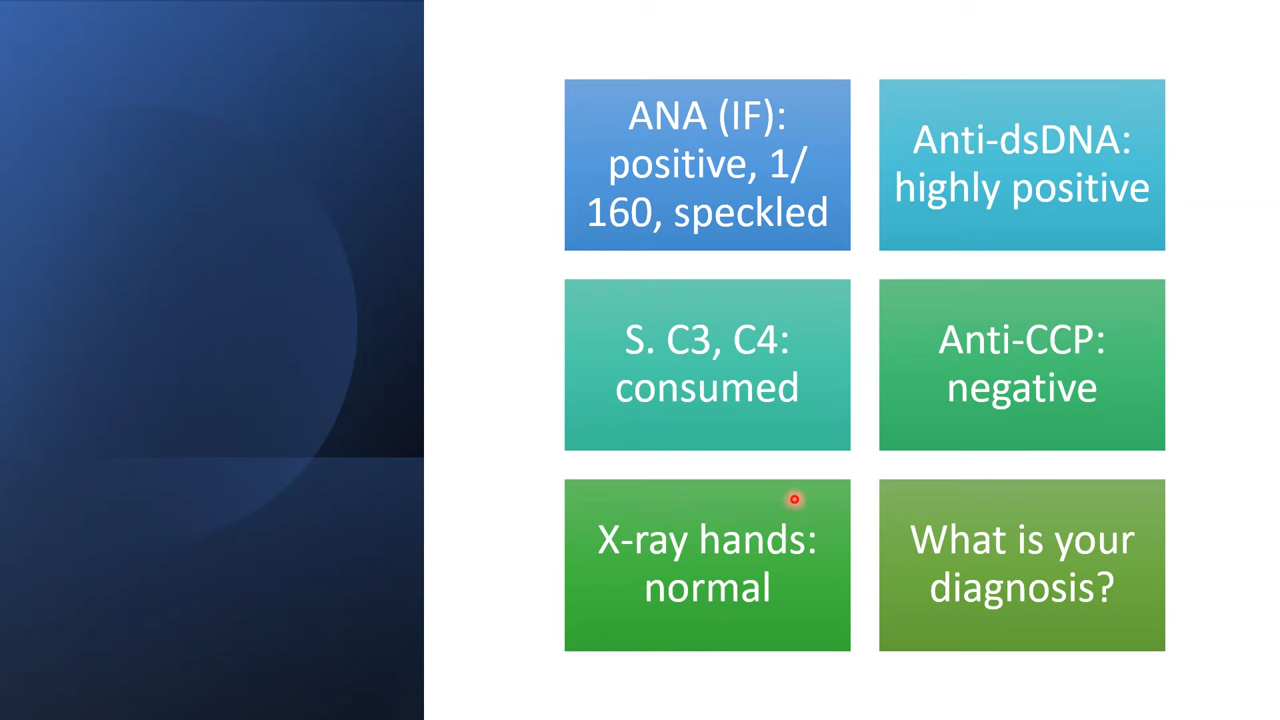 ANA (IF):
positive, 1/
160, speckled
Anti-dsDNA:
highly positive
S. C3, C4:
consumed
Anti-CCP:
negative
X-ray hands:
normal
What is your
diagnosis?